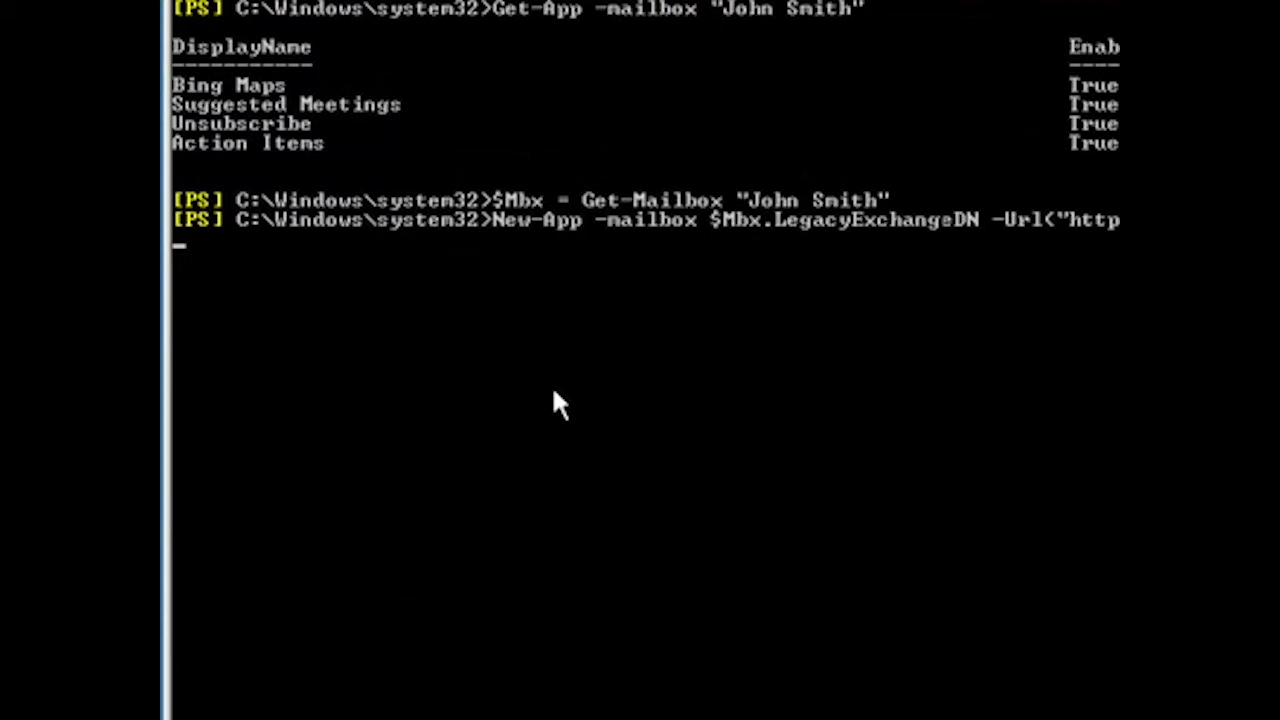 [PS] C:\Windows\system32>Get-App -mailbox "John Smith"
DisplayName Enab
----------- ----
Bing Maps True
Suggested Meetings True
Unsubscribe True
Action Items True
[PS] C:\Windows\system32>$Mbx = Get-Mailbox "John Smith"
[PS] C:\Windows\system32>New-App -mailbox $Mbx.LegacyExchangeDN -Url("http